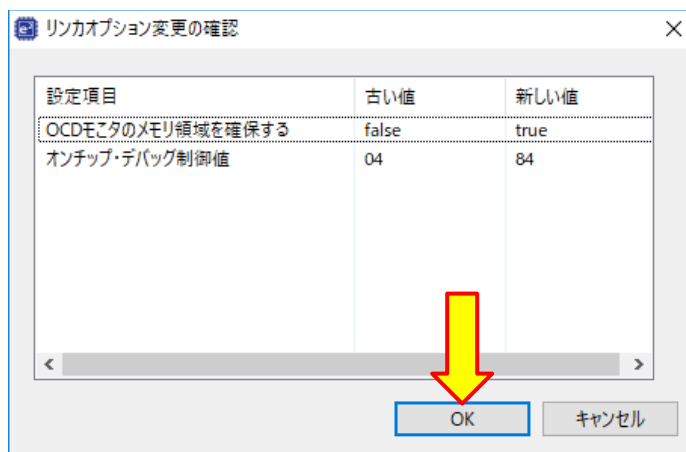 リンカオプション変更の確認
設定項目 古い値 新しい値
OCDモニタのメモリ領域を確保する false true
オンチップ・デバッグ制御値 04 84
OK キャンセル